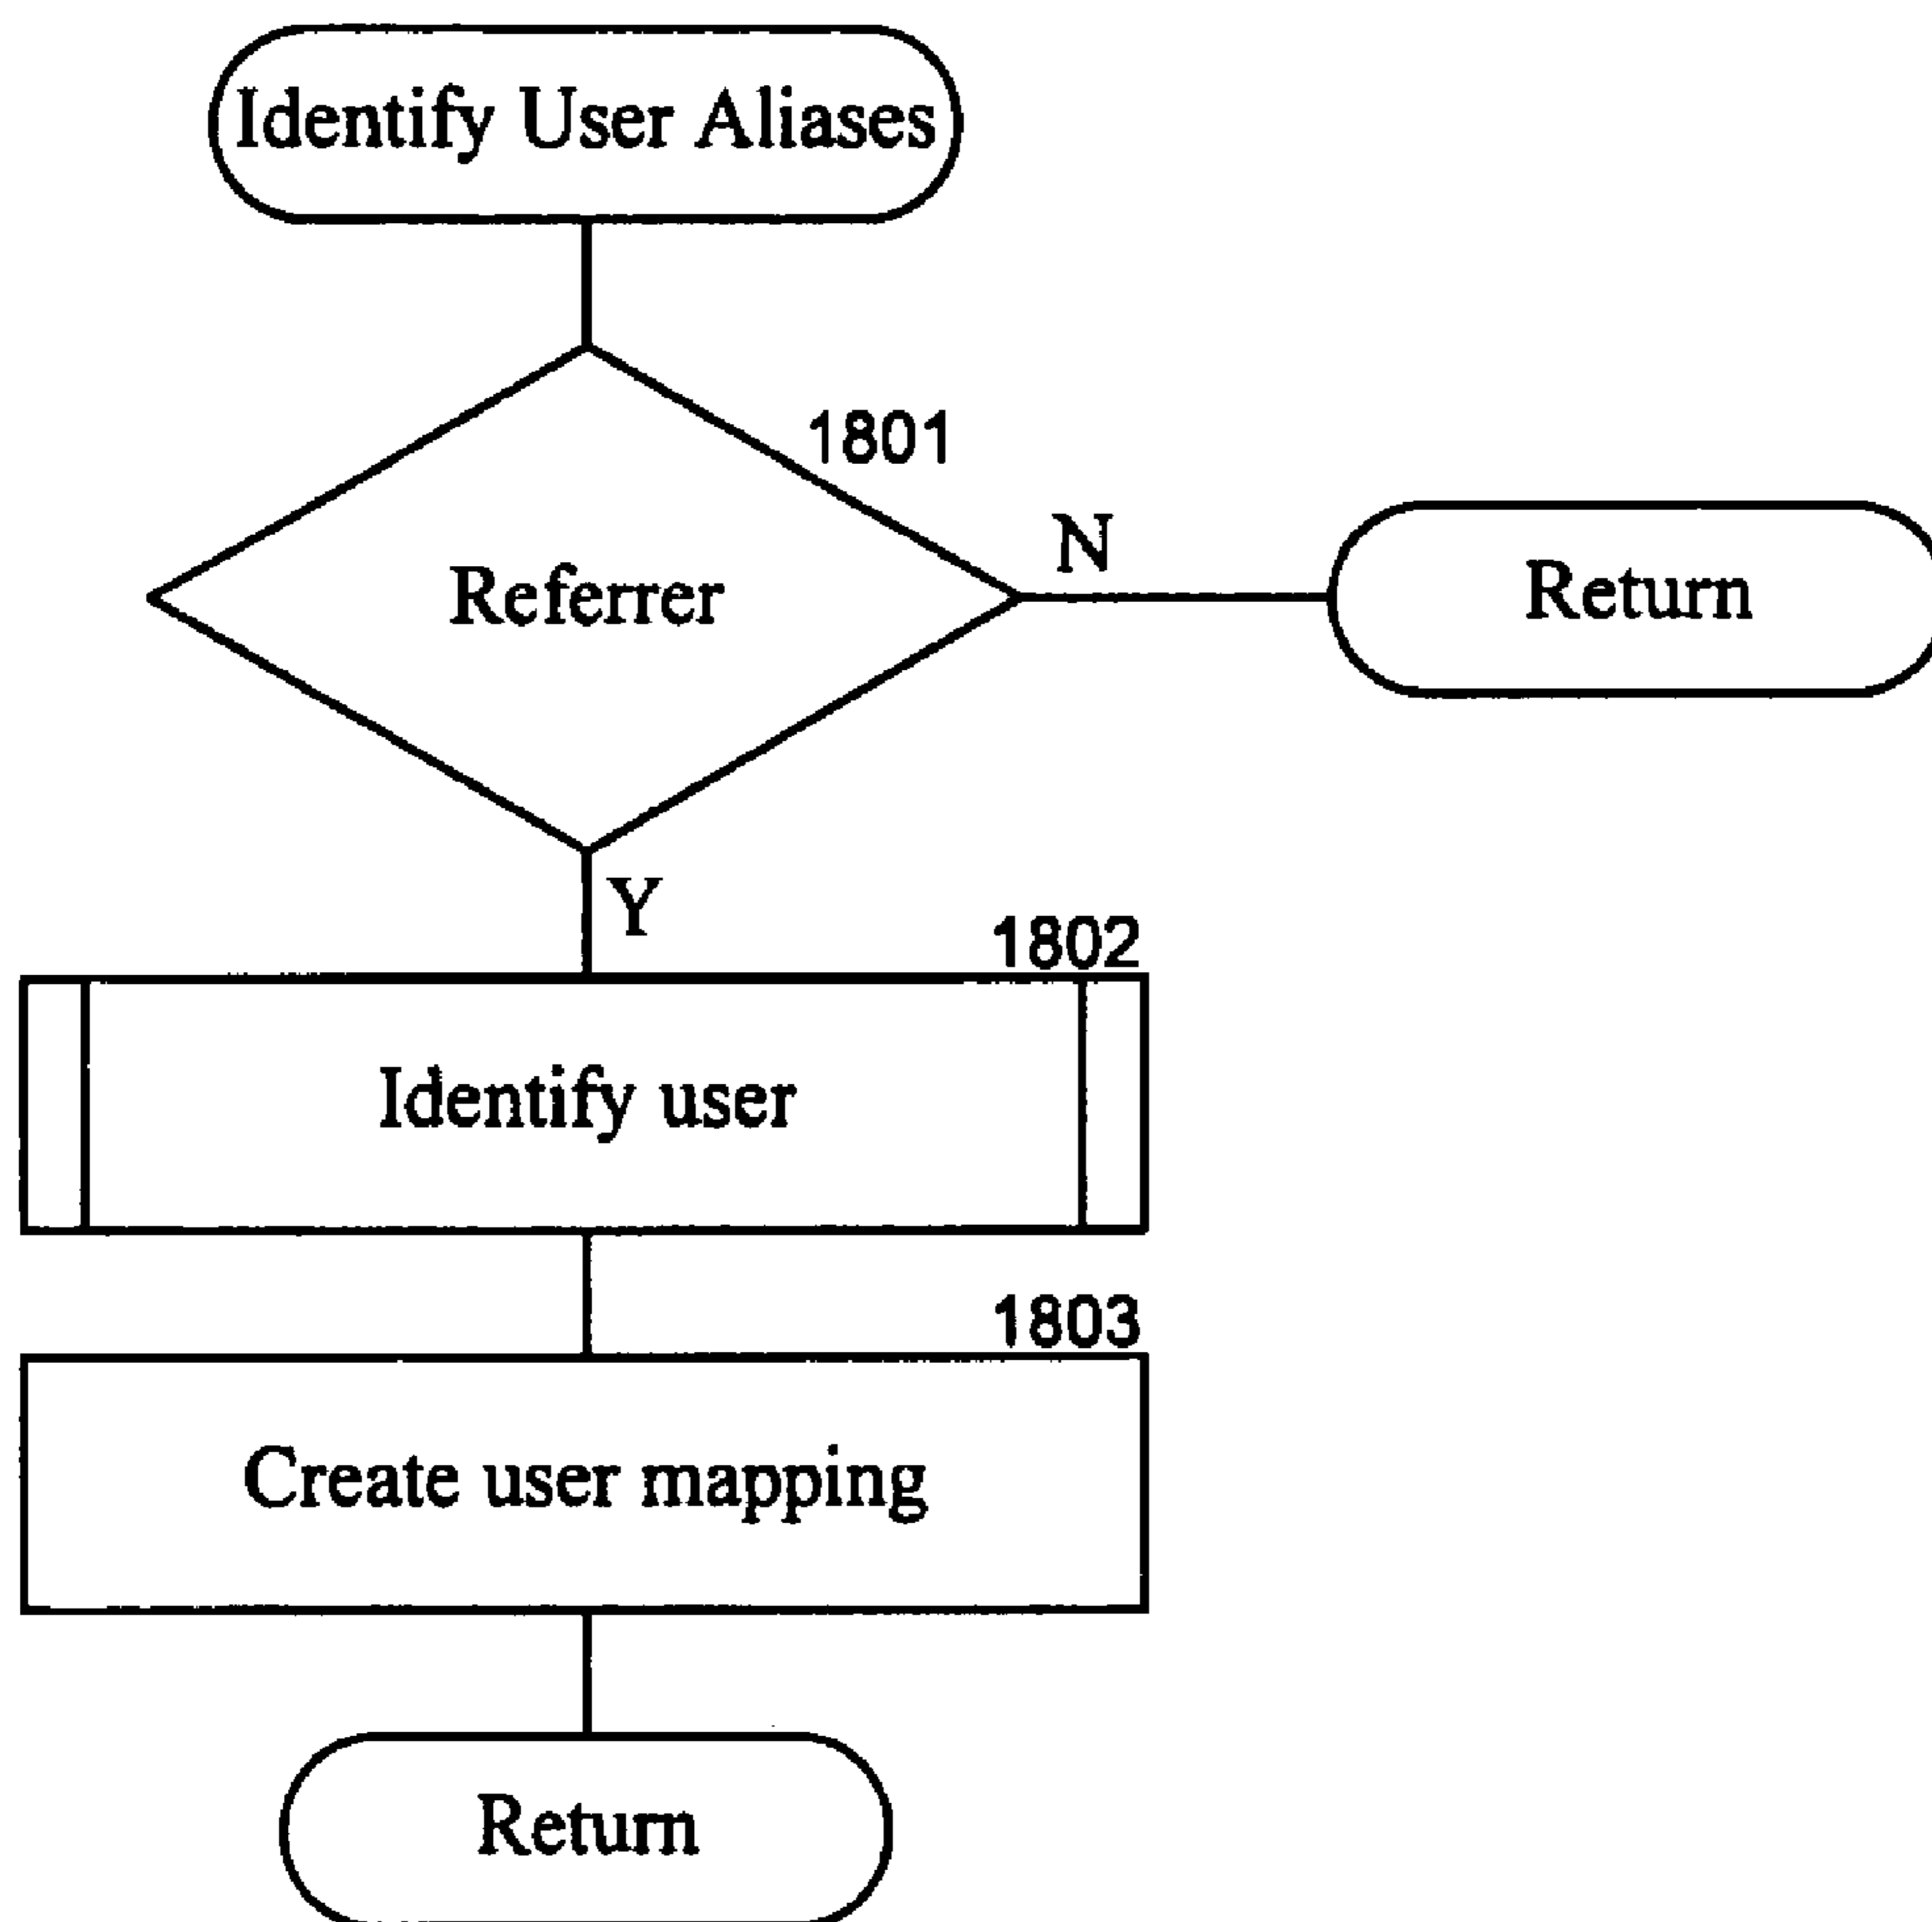 Identify User Aliases
1801
N
Referrer
Return
Y
1802
Identify user
1803
Create user mapping
Return